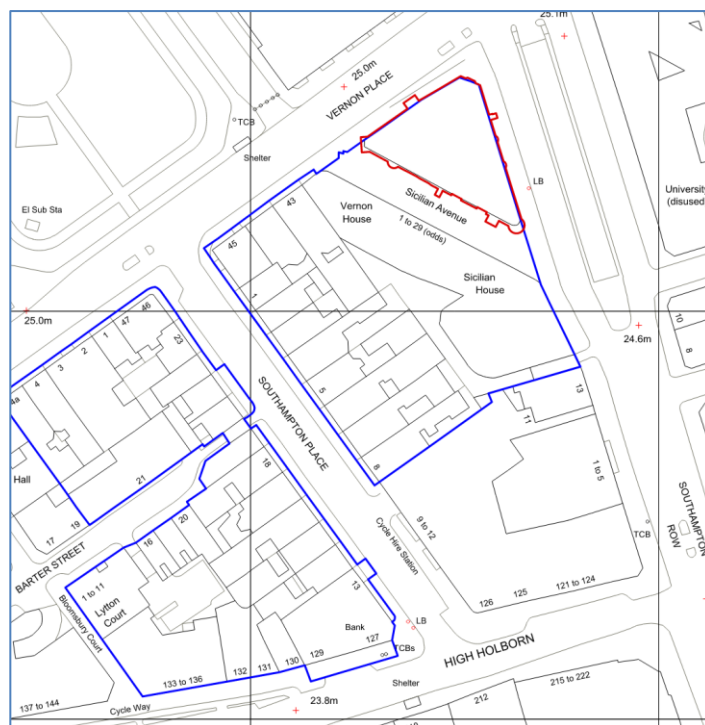 25.1m
25.0m
VERNON PLACE
TCB
Shelter
El Sub Sta
LB
University
(disused)
Sicilian Avenue
Vernon
House
43
45
1 to 29 (odds)
Sicilian
House
1
25.0m
46
47
1
2
3
4
4a
23
10
8
24.6m
5
SOUTHAMPTON PLACE
13
11
8
Hall
21
18
1 to 5
17
19
9 to 12
SOUTHAMPTON
ROW
20
16
Cycle Hire Station
TCB
BARTER STREET
1 to 11
Lytton
Court
Bloomsbury Court
13
121 to 124
125
126
Bank
LB
127
TCBs
129
130
131
132
133 to 136
HIGH HOLBORN
Shelter
137 to 144
Cycle Way
23.8m
212
215 to 222